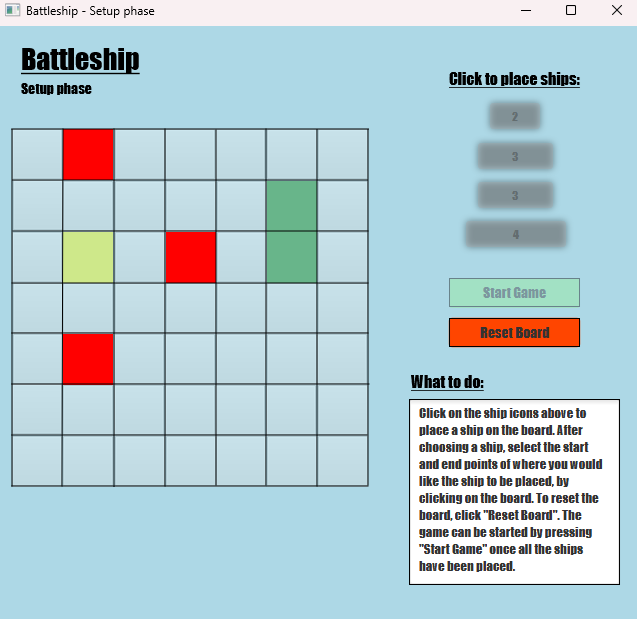 Battleship - Setup phase
Battleship
Setup phase
Click to place ships:
2
3
3
4
Start Game
Reset Board
What to do:
Click on the ship icons above to
place a ship on the board. After
choosing a ship, select the start
and end points of where you would
like the ship to be placed, by
clicking on the board. To reset the
board, click "Reset Board". The
game can be started by pressing
"Start Game" once all the ships
have been placed.